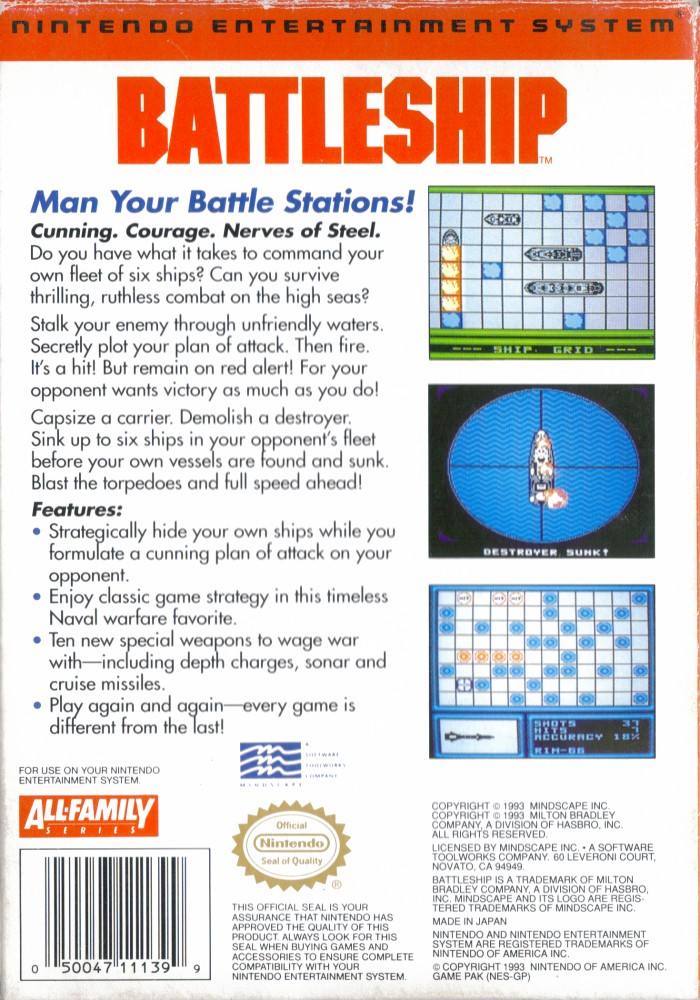 NINTENDO ENTERTAINMENT SYSTEM®
BATTLESHIP™
Man Your Battle Stations!
Cunning. Courage. Nerves of Steel.
Do you have what it takes to command your
own fleet of six ships? Can you survive
thrilling, ruthless combat on the high seas?
Stalk your enemy through unfriendly waters.
Secretly plot your plan of attack. Then fire.
It's a hit! But remain on red alert! For your
opponent wants victory as much as you do!
Capsize a carrier. Demolish a destroyer.
Sink up to six ships in your opponent's fleet
before your own vessels are found and sunk.
Blast the torpedoes and full speed ahead!
Features:
• Strategically hide your own ships while you
formulate a cunning plan of attack on your
opponent.
• Enjoy classic game strategy in this timeless
Naval warfare favorite.
• Ten new special weapons to wage war
with—including depth charges, sonar and
cruise missiles.
• Play again and again—every game is
different from the last!
--- SHIP GRID ---
DESTROYER SUNK!
SHOTS 37
HITS 7
ACCURACY 18%
RIM-66
A
SOFTWARE
TOOLWORKS
COMPANY
MINDSCAPE
FOR USE ON YOUR NINTENDO
ENTERTAINMENT SYSTEM.
ALL-FAMILY
SERIES
0 50047 11139 9
Official
Nintendo
Seal of Quality
®
THIS OFFICIAL SEAL IS YOUR
ASSURANCE THAT NINTENDO HAS
APPROVED THE QUALITY OF THIS
PRODUCT. ALWAYS LOOK FOR THIS
SEAL WHEN BUYING GAMES AND
ACCESSORIES TO ENSURE COMPLETE
COMPATIBILITY WITH YOUR
NINTENDO ENTERTAINMENT SYSTEM.
COPYRIGHT © 1993 MINDSCAPE INC.
COPYRIGHT © 1993 MILTON BRADLEY
COMPANY, A DIVISION OF HASBRO, INC.
ALL RIGHTS RESERVED.
LICENSED BY MINDSCAPE INC. • A SOFTWARE
TOOLWORKS COMPANY. 60 LEVERONI COURT,
NOVATO, CA 94949.
BATTLESHIP IS A TRADEMARK OF MILTON
BRADLEY COMPANY, A DIVISION OF HASBRO,
INC. MINDSCAPE AND ITS LOGO ARE REGIS-
TERED TRADEMARKS OF MINDSCAPE INC.
MADE IN JAPAN
NINTENDO AND NINTENDO ENTERTAINMENT
SYSTEM ARE REGISTERED TRADEMARKS OF
NINTENDO OF AMERICA INC.
© COPYRIGHT 1993 NINTENDO OF AMERICA INC.
GAME PAK (NES-GP)